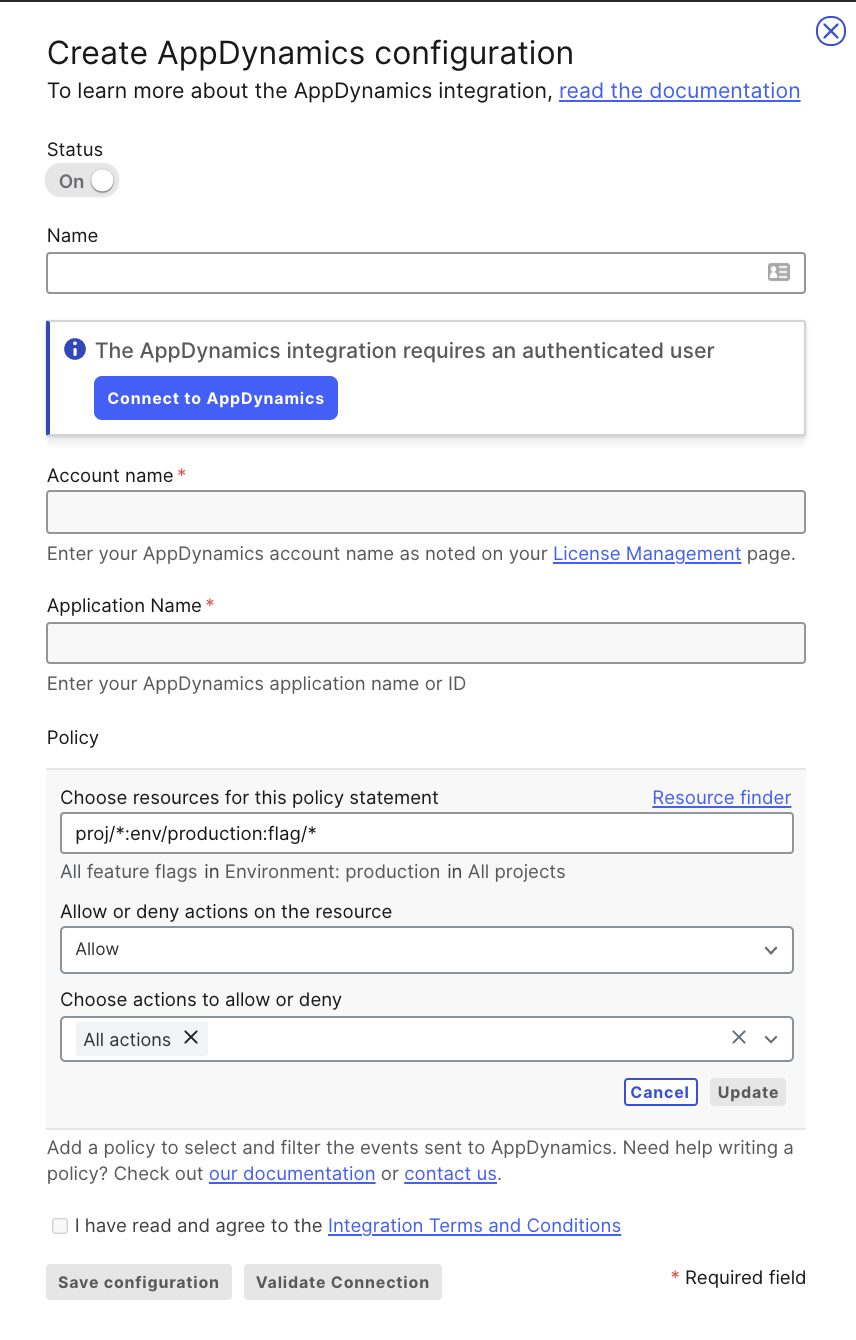 Create AppDynamics configuration
To learn more about the AppDynamics integration, read the documentation
Status
On
Name
The AppDynamics integration requires an authenticated user
Connect to AppDynamics
Account name *
Enter your AppDynamics account name as noted on your License Management page.
Application Name *
Enter your AppDynamics application name or ID
Policy
Choose resources for this policy statement Resource finder
proj/*:env/production:flag/*
All feature flags in Environment: production in All projects
Allow or deny actions on the resource
Allow
Choose actions to allow or deny
All actions
Cancel Update
Add a policy to select and filter the events sent to AppDynamics. Need help writing a
policy? Check out our documentation or contact us.
I have read and agree to the Integration Terms and Conditions
Save configuration Validate Connection * Required field